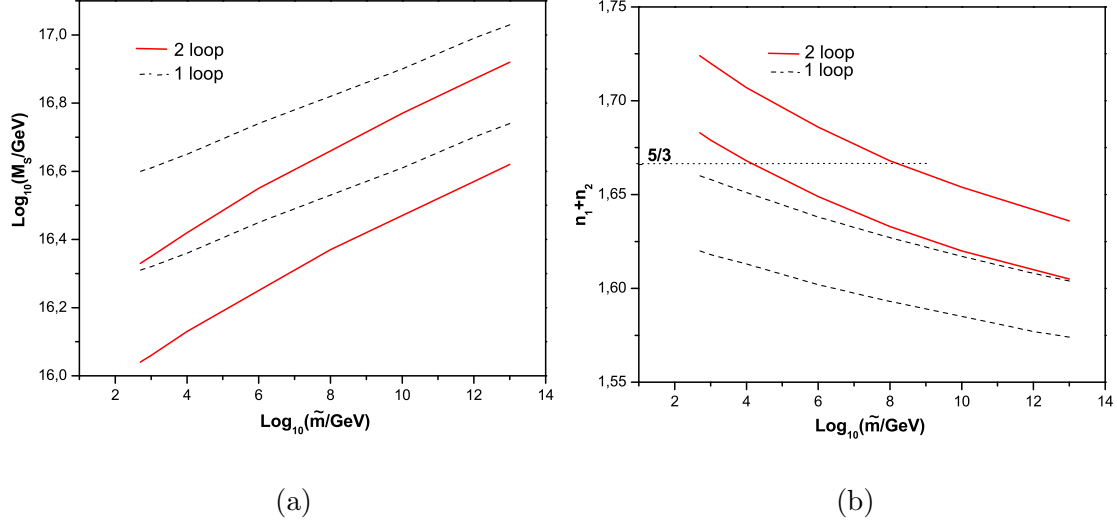 17,0
16,8
16,6
16,4
16,2
16,0
Log₁₀(M_S/GeV)
2 loop
1 loop
2 4 6 8 10 12 14
Log₁₀(m̃/GeV)
(a)
1,75
1,70
1,65
1,60
1,55
n₁+n₂
2 loop
1 loop
5/3
2 4 6 8 10 12 14
Log₁₀(m̃/GeV)
(b)